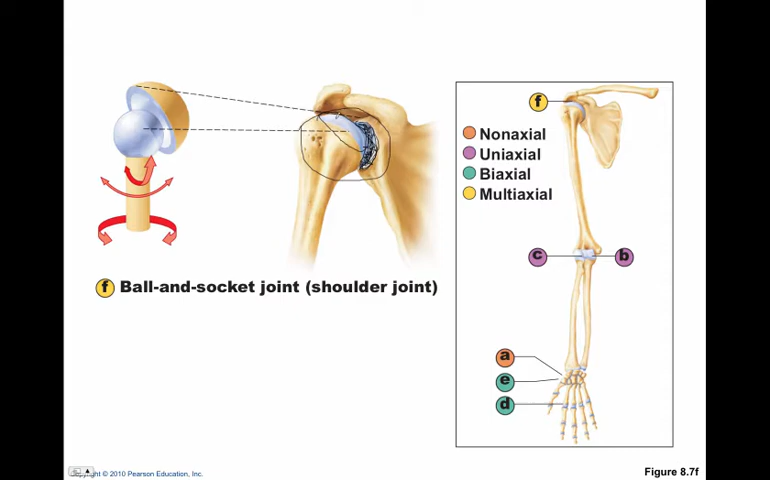 f Ball-and-socket joint (shoulder joint)
f
Nonaxial
Uniaxial
Biaxial
Multiaxial
c
b
a
e
d
Copyright © 2010 Pearson Education, Inc.
Figure 8.7f